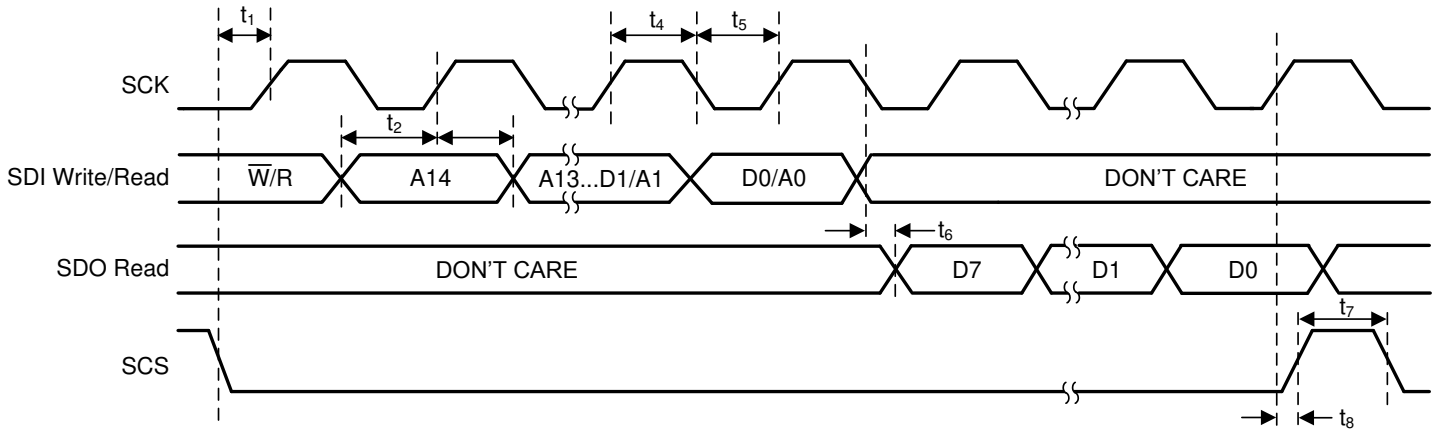 t₁ t₄ t₅
SCK
t₂
SDI Write/Read W̅/R A14 A13...D1/A1 D0/A0 DON'T CARE
t₆
SDO Read DON'T CARE D7 D1 D0
t₇
SCS
t₈